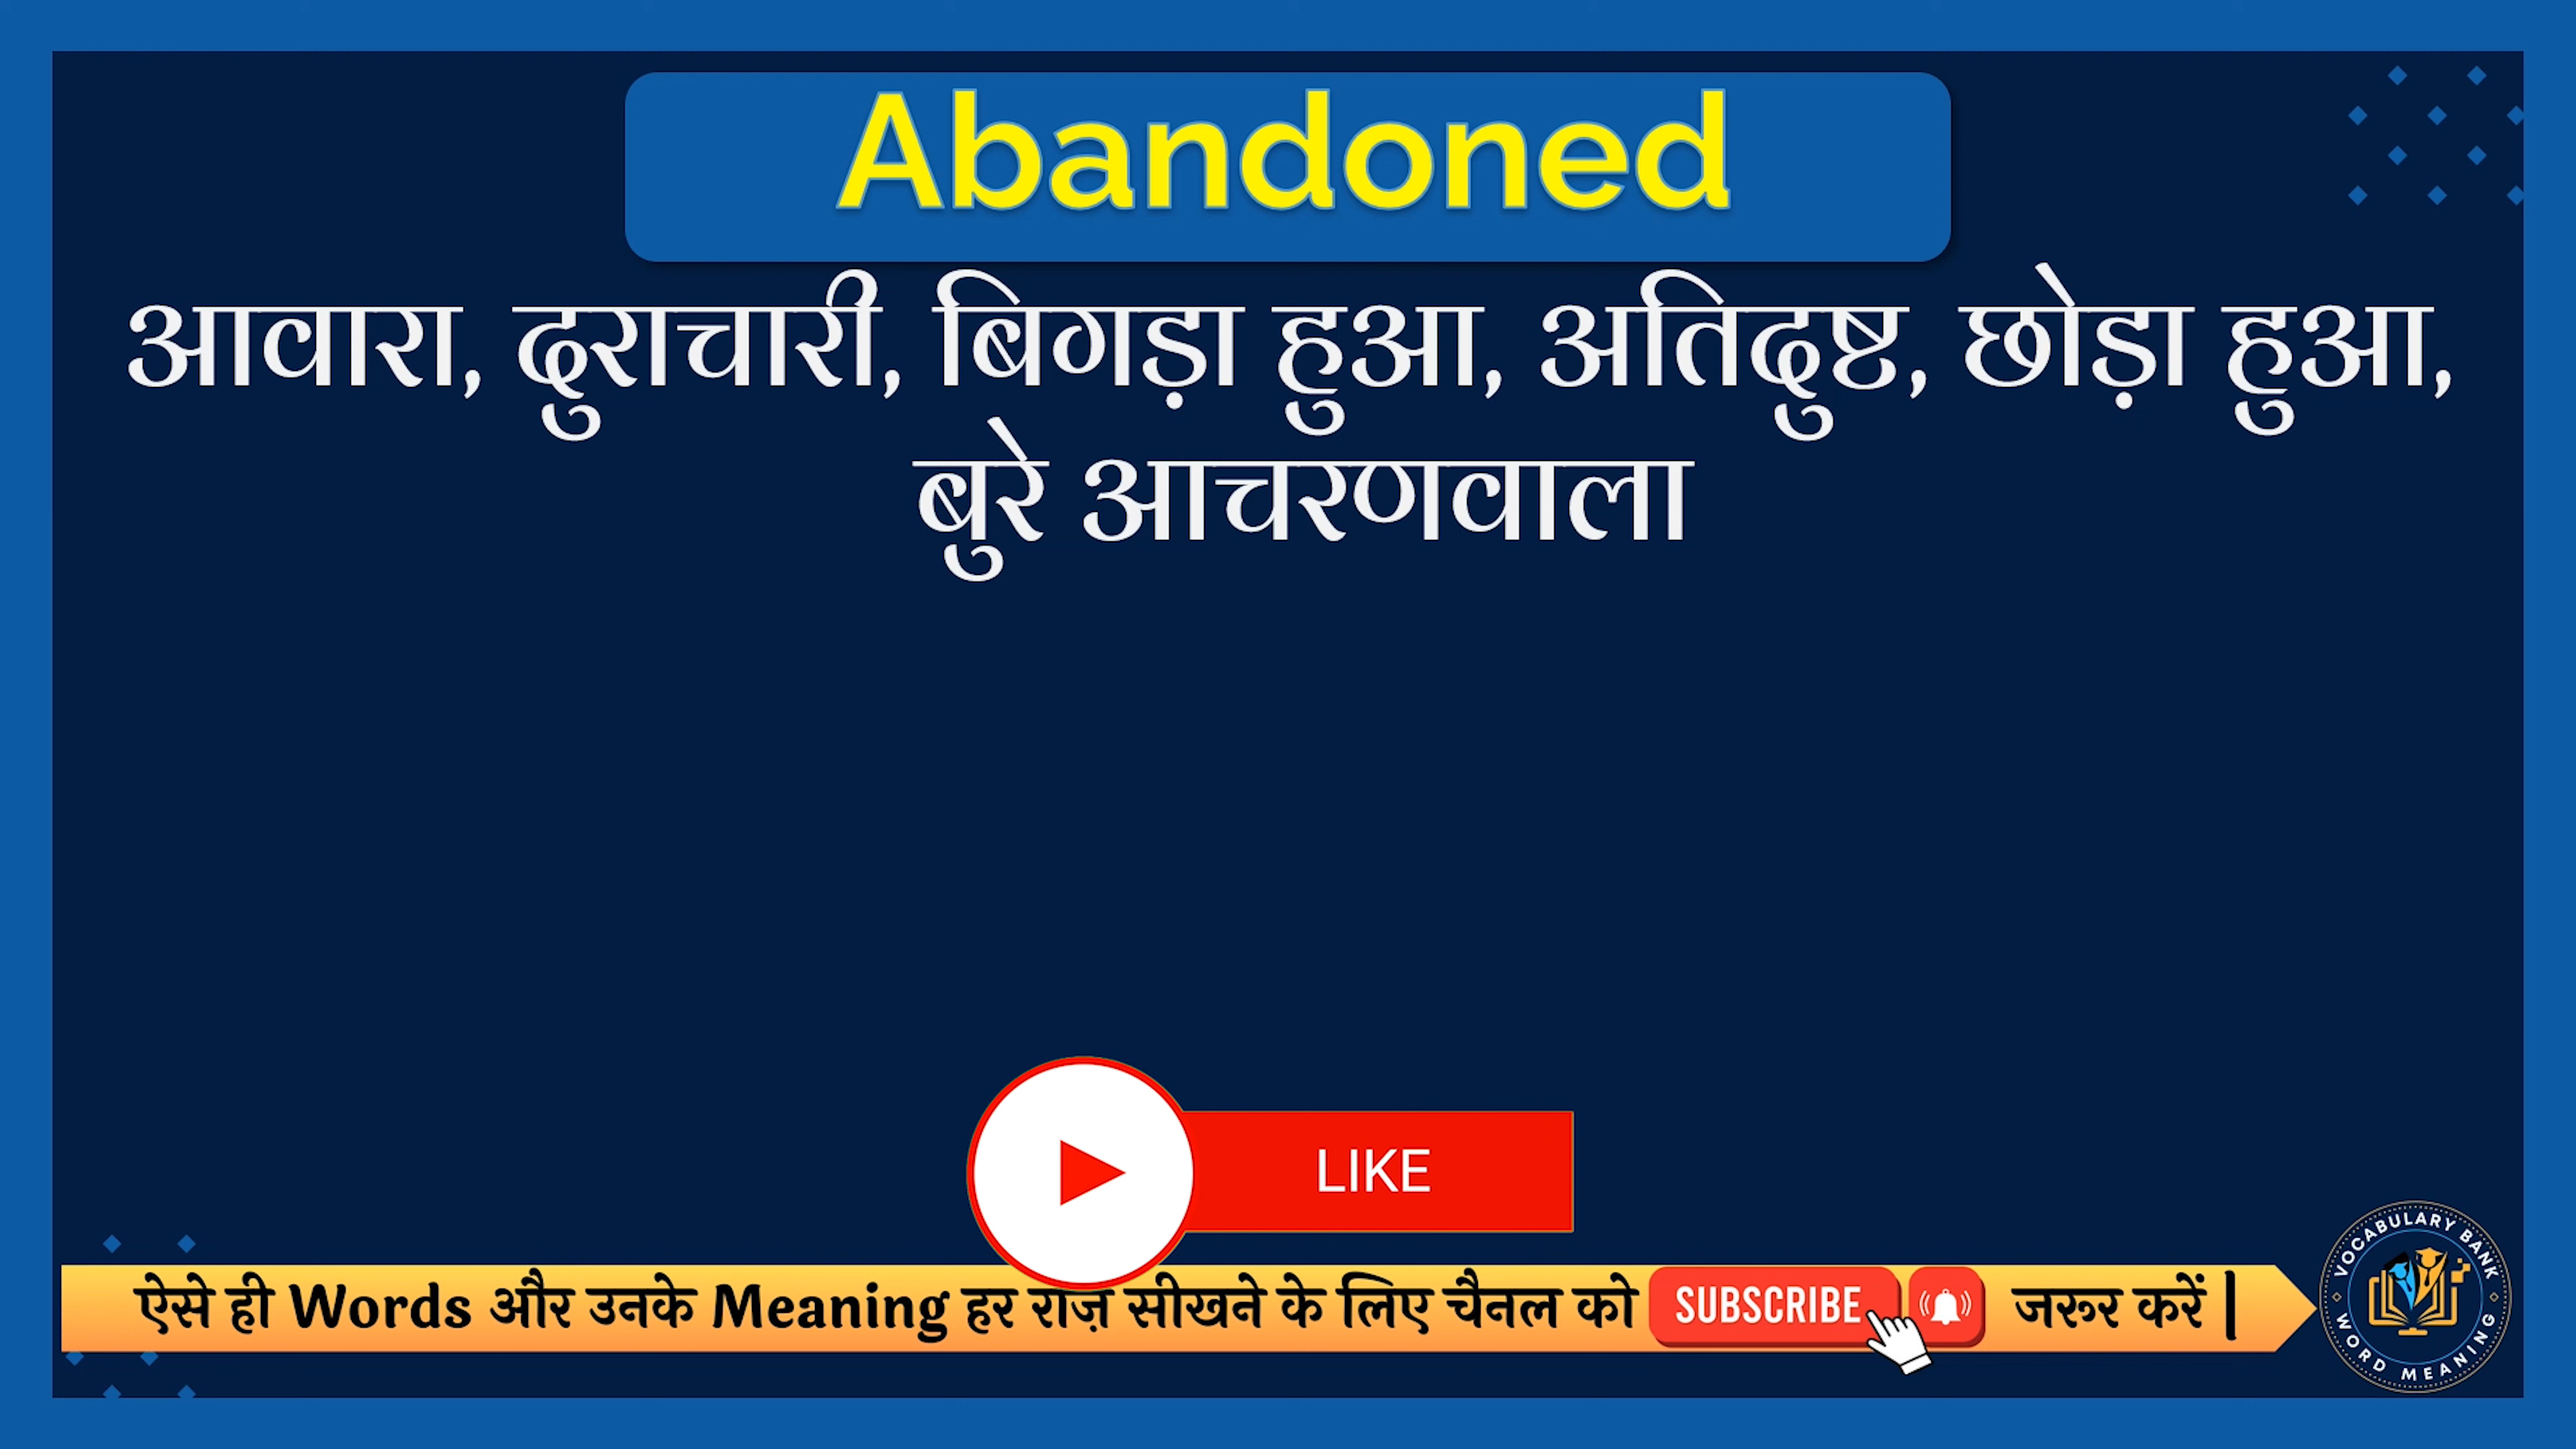 Abandoned
आवारा, दुराचारी, बिगड़ा हुआ, अतिदुष्ट, छोड़ा हुआ,
बुरे आचरणवाला
LIKE
ऐसे ही Words और उनके Meaning हर राज़ सीखने के लिए चैनल को SUBSCRIBE जरूर करें |
VOCABULARY BANK
WORD MEANING